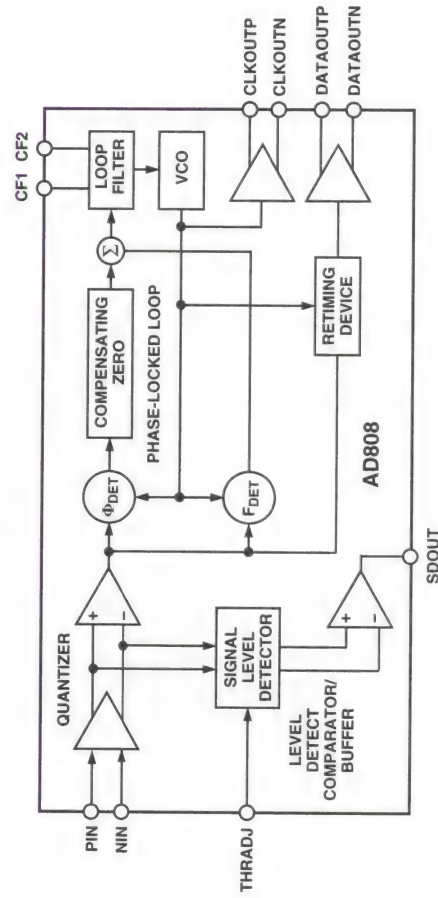 CF1 CF2
QUANTIZER
PIN
NIN
+
−
ΦDET
COMPENSATING
ZERO
Σ
LOOP
FILTER
PHASE-LOCKED LOOP
VCO
FDET
CLKOUTP
CLKOUTN
THRADJ
SIGNAL
LEVEL
DETECTOR
LEVEL
DETECT
COMPARATOR/
BUFFER
+
−
RETIMING
DEVICE
DATAOUTP
DATAOUTN
AD808
SDOUT